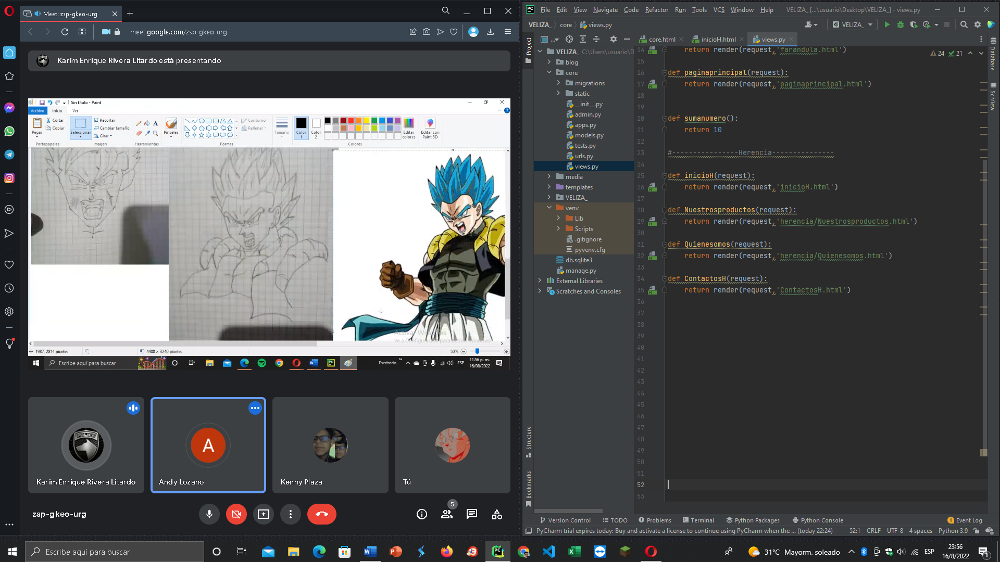 Meet: zsp-gkeo-urg
meet.google.com/zsp-gkeo-urg
Karim Enrique Rivera Litardo está presentando
Sin título - Paint
Archivo
Inicio
Ver
Pegar
Cortar
Copiar
Portapapeles
Seleccionar
Recortar
Cambiar tamaño
Girar
Imagen
A
Herramientas
Pinceles
Contorno
Rellenar
Formas
Tamaño
Color 1
Color 2
Colores
Editar colores
Editar con Paint 3D
Activar Windows
Ve a Configuración para activar Windows.
1987, 2814 píxeles
4408 × 3240 píxeles
50%
Escribe aquí para buscar
Escritorio
ESP
11:56 p. m.
16/08/2022
POLICE
A
Karim Enrique Rivera Litardo
Andy Lozano
Kenny Plaza
Tú
zsp-gkeo-urg
5
PC
File Edit View Navigate Code Refactor Run Tools VCS Window Help
VELIZA_ [...\usuario\Desktop\VELIZA_] - views.py
VELIZA_ core views.py
dj VELIZA_
Project
VELIZA_ C:\Users\usuario\D
blog
core
migrations
static
__init__.py
admin.py
apps.py
models.py
tests.py
urls.py
views.py
media
templates
VELIZA_
venv
Lib
Scripts
.gitignore
pyvenv.cfg
db.sqlite3
manage.py
External Libraries
Scratches and Consoles
Structure
Bookmarks
core.html inicioH.html views.py
24 21
Database
SciView
14 return render(request,'farandula.html')
15
16 def paginaprincipal(request):
17 return render(request,'paginaprincipal.html')
18
19
20 def sumanumero():
21 return 10
22
23 #----------------Herencia---------------
24
25 def inicioH(request):
26 return render(request,'inicioH.html')
27
28 def Nuestrosproductos(request):
29 return render(request,'herencia/Nuestrosproductos.html')
30
31 def Quienesomos(request):
32 return render(request,'herencia/Quienesomos.html')
33
34 def ContactosH(request):
35 return render(request,'ContactosH.html')
36
37
38
39
40
41
42
43
44
45
46
47
48
49
50
51
52
53
Version Control TODO Problems Terminal Python Packages Python Console 1 Event Log
PyCharm trial expires today: Buy and activate a license to continue using PyCharm when the ... (today 22:24) 52:1 CRLF UTF-8 4 spaces Python 3.9
Escribe aquí para buscar
31°C Mayorm. soleado
ESP
23:56
16/8/2022
1